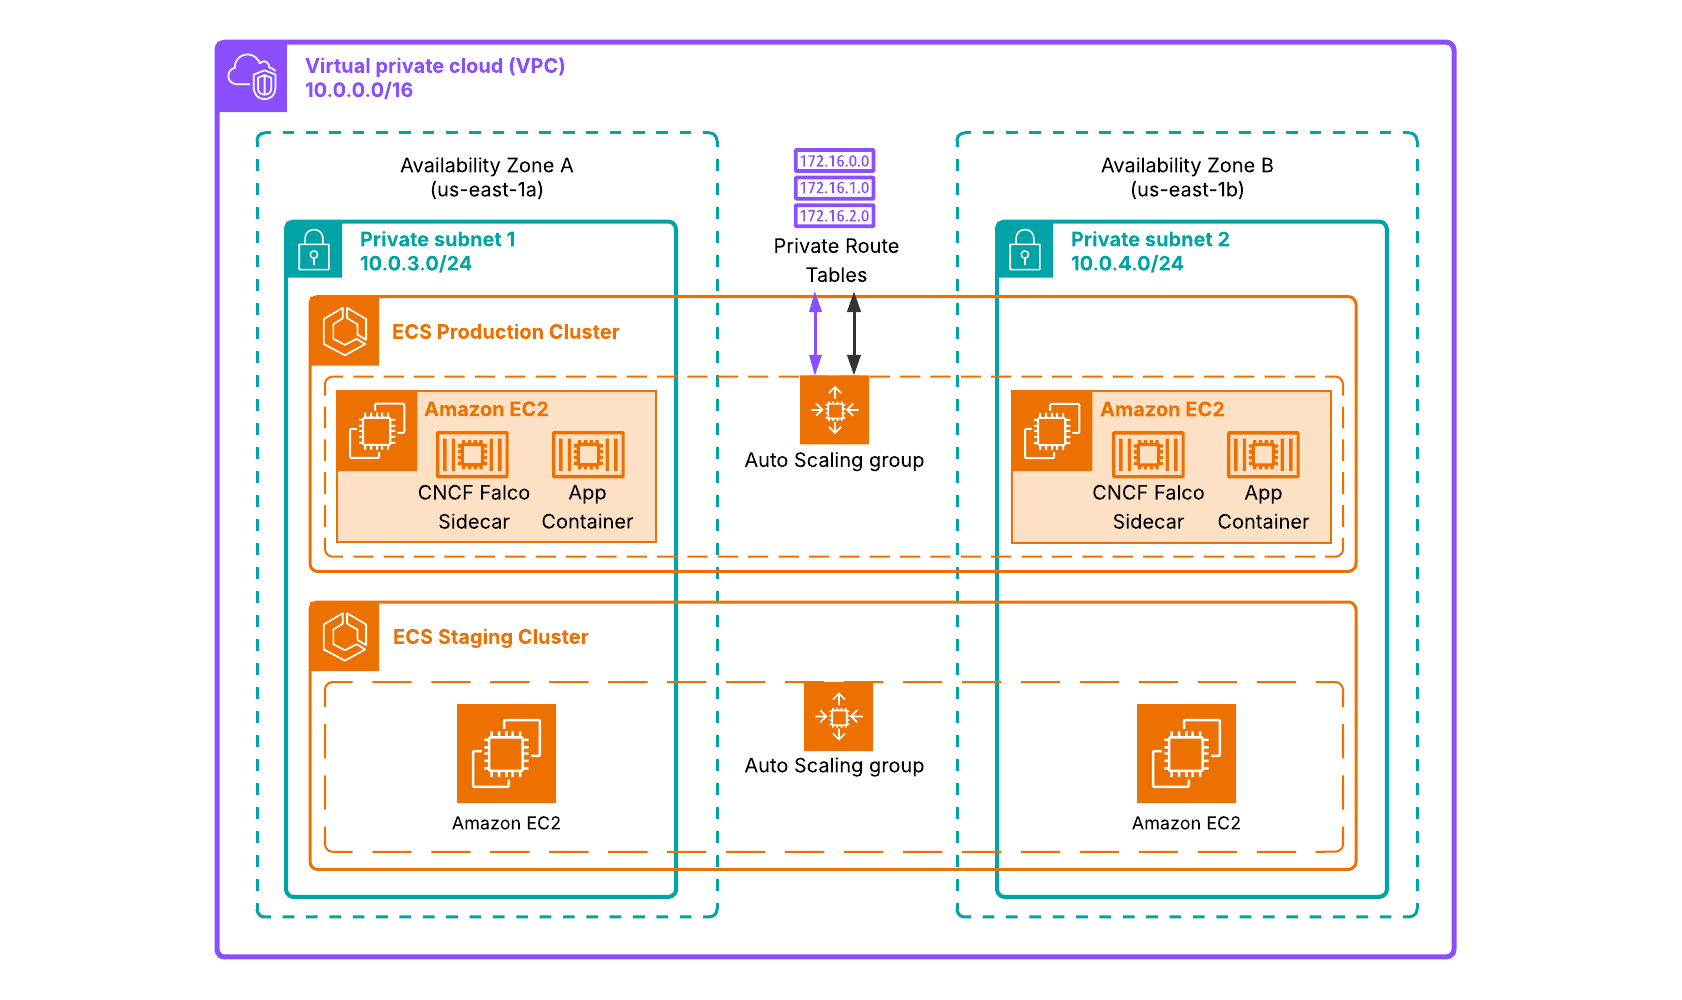 Virtual private cloud (VPC)
10.0.0.0/16
Availability Zone A
(us-east-1a)
172.16.0.0
172.16.1.0
172.16.2.0
Private Route
Tables
Availability Zone B
(us-east-1b)
Private subnet 1
10.0.3.0/24
Private subnet 2
10.0.4.0/24
ECS Production Cluster
Amazon EC2
CNCF Falco
Sidecar
App
Container
Auto Scaling group
Amazon EC2
CNCF Falco
Sidecar
App
Container
ECS Staging Cluster
Amazon EC2
Auto Scaling group
Amazon EC2